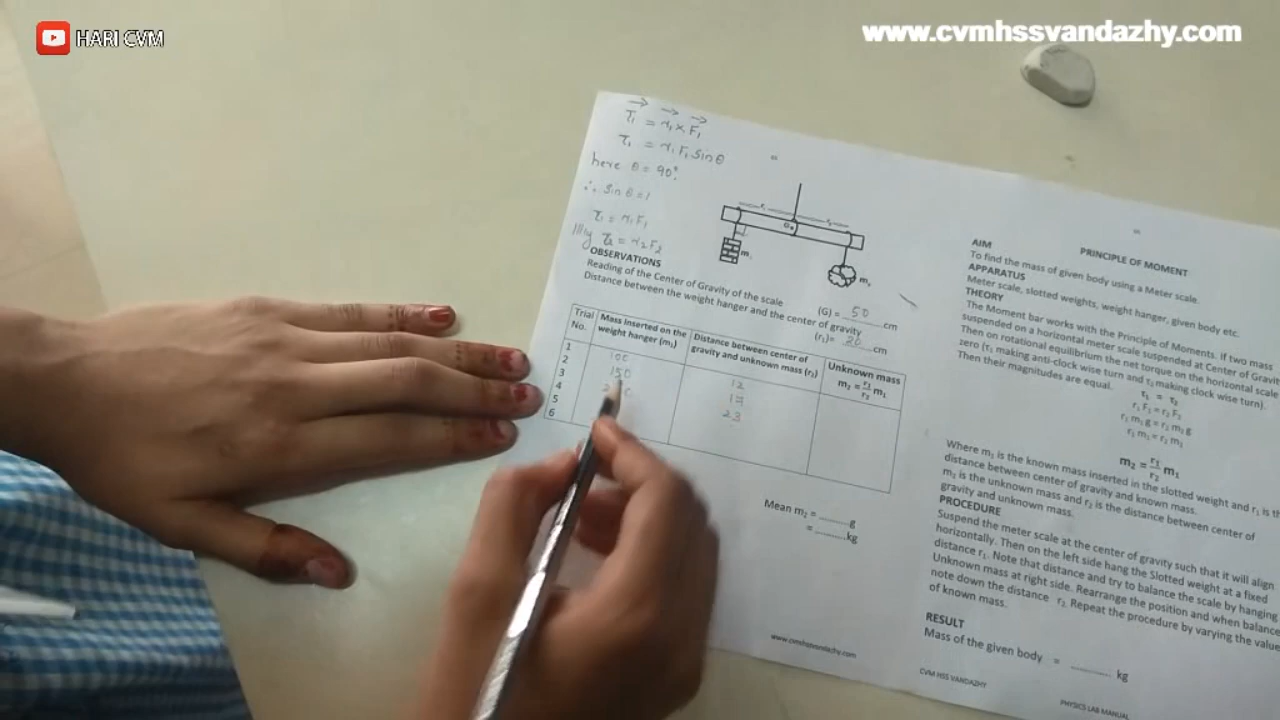 HARI CVM
www.cvmhssvandazhy.com
τ₁ = r₁ x F₁
τ₁ = r₁ F₁ Sinθ
here θ = 90°.
∴ Sin θ = 1
τ₁ = r₁F₁
lllly τ₂ = r₂F₂
r₁ r₂
G
m
m
OBSERVATIONS
Reading of the Center of Gravity of the scale (G) = 50 cm
Distance between the weight hanger and the center of gravity (r₁)= 20 cm
Trial No. Mass inserted on the weight hanger (m₁) Distance between center of gravity and unknown mass (r₂) Unknown mass m₂ = r₁/r₂ m₁
1 100 12
2 150 17
3 23
4
5
6
Mean m₂ = ........g
= ........kg
www.cvmhssvandazhy.com
PRINCIPLE OF MOMENT
AIM
To find the mass of given body using a Meter scale.
APPARATUS
Meter scale, slotted weights, weight hanger, given body etc.
THEORY
The Moment bar works with the Principle of Moments. If two mass
suspended on a horizontal meter scale suspended at Center of Gravity
Then on rotational equilibrium the net torque on the horizontal scale
zero (τ₁ making anti-clock wise turn and τ₂ making clock wise turn).
Then their magnitudes are equal.
τ₁ = τ₂
r₁ F₁ = r₂ F₂
r₁ m₁g = r₂ m₂g
r₂ m₂ = r₁ m₁
m₂ = r₁/r₂ m₁
Where m₁ is the known mass inserted in the slotted weight and r₁ is the
distance between center of gravity and known mass.
m₂ is the unknown mass and r₂ is the distance between center of
gravity and unknown mass.
PROCEDURE
Suspend the meter scale at the center of gravity such that it will align
horizontally. Then on the left side hang the Slotted weight at a fixed
distance r₁. Note that distance and try to balance the scale by hanging
Unknown mass at right side. Rearrange the position and when balance
note down the distance r₂. Repeat the procedure by varying the value
of known mass.
RESULT
Mass of the given body = ........... kg
CVM HSS VANDAZHY
PHYSICS LAB MANUAL